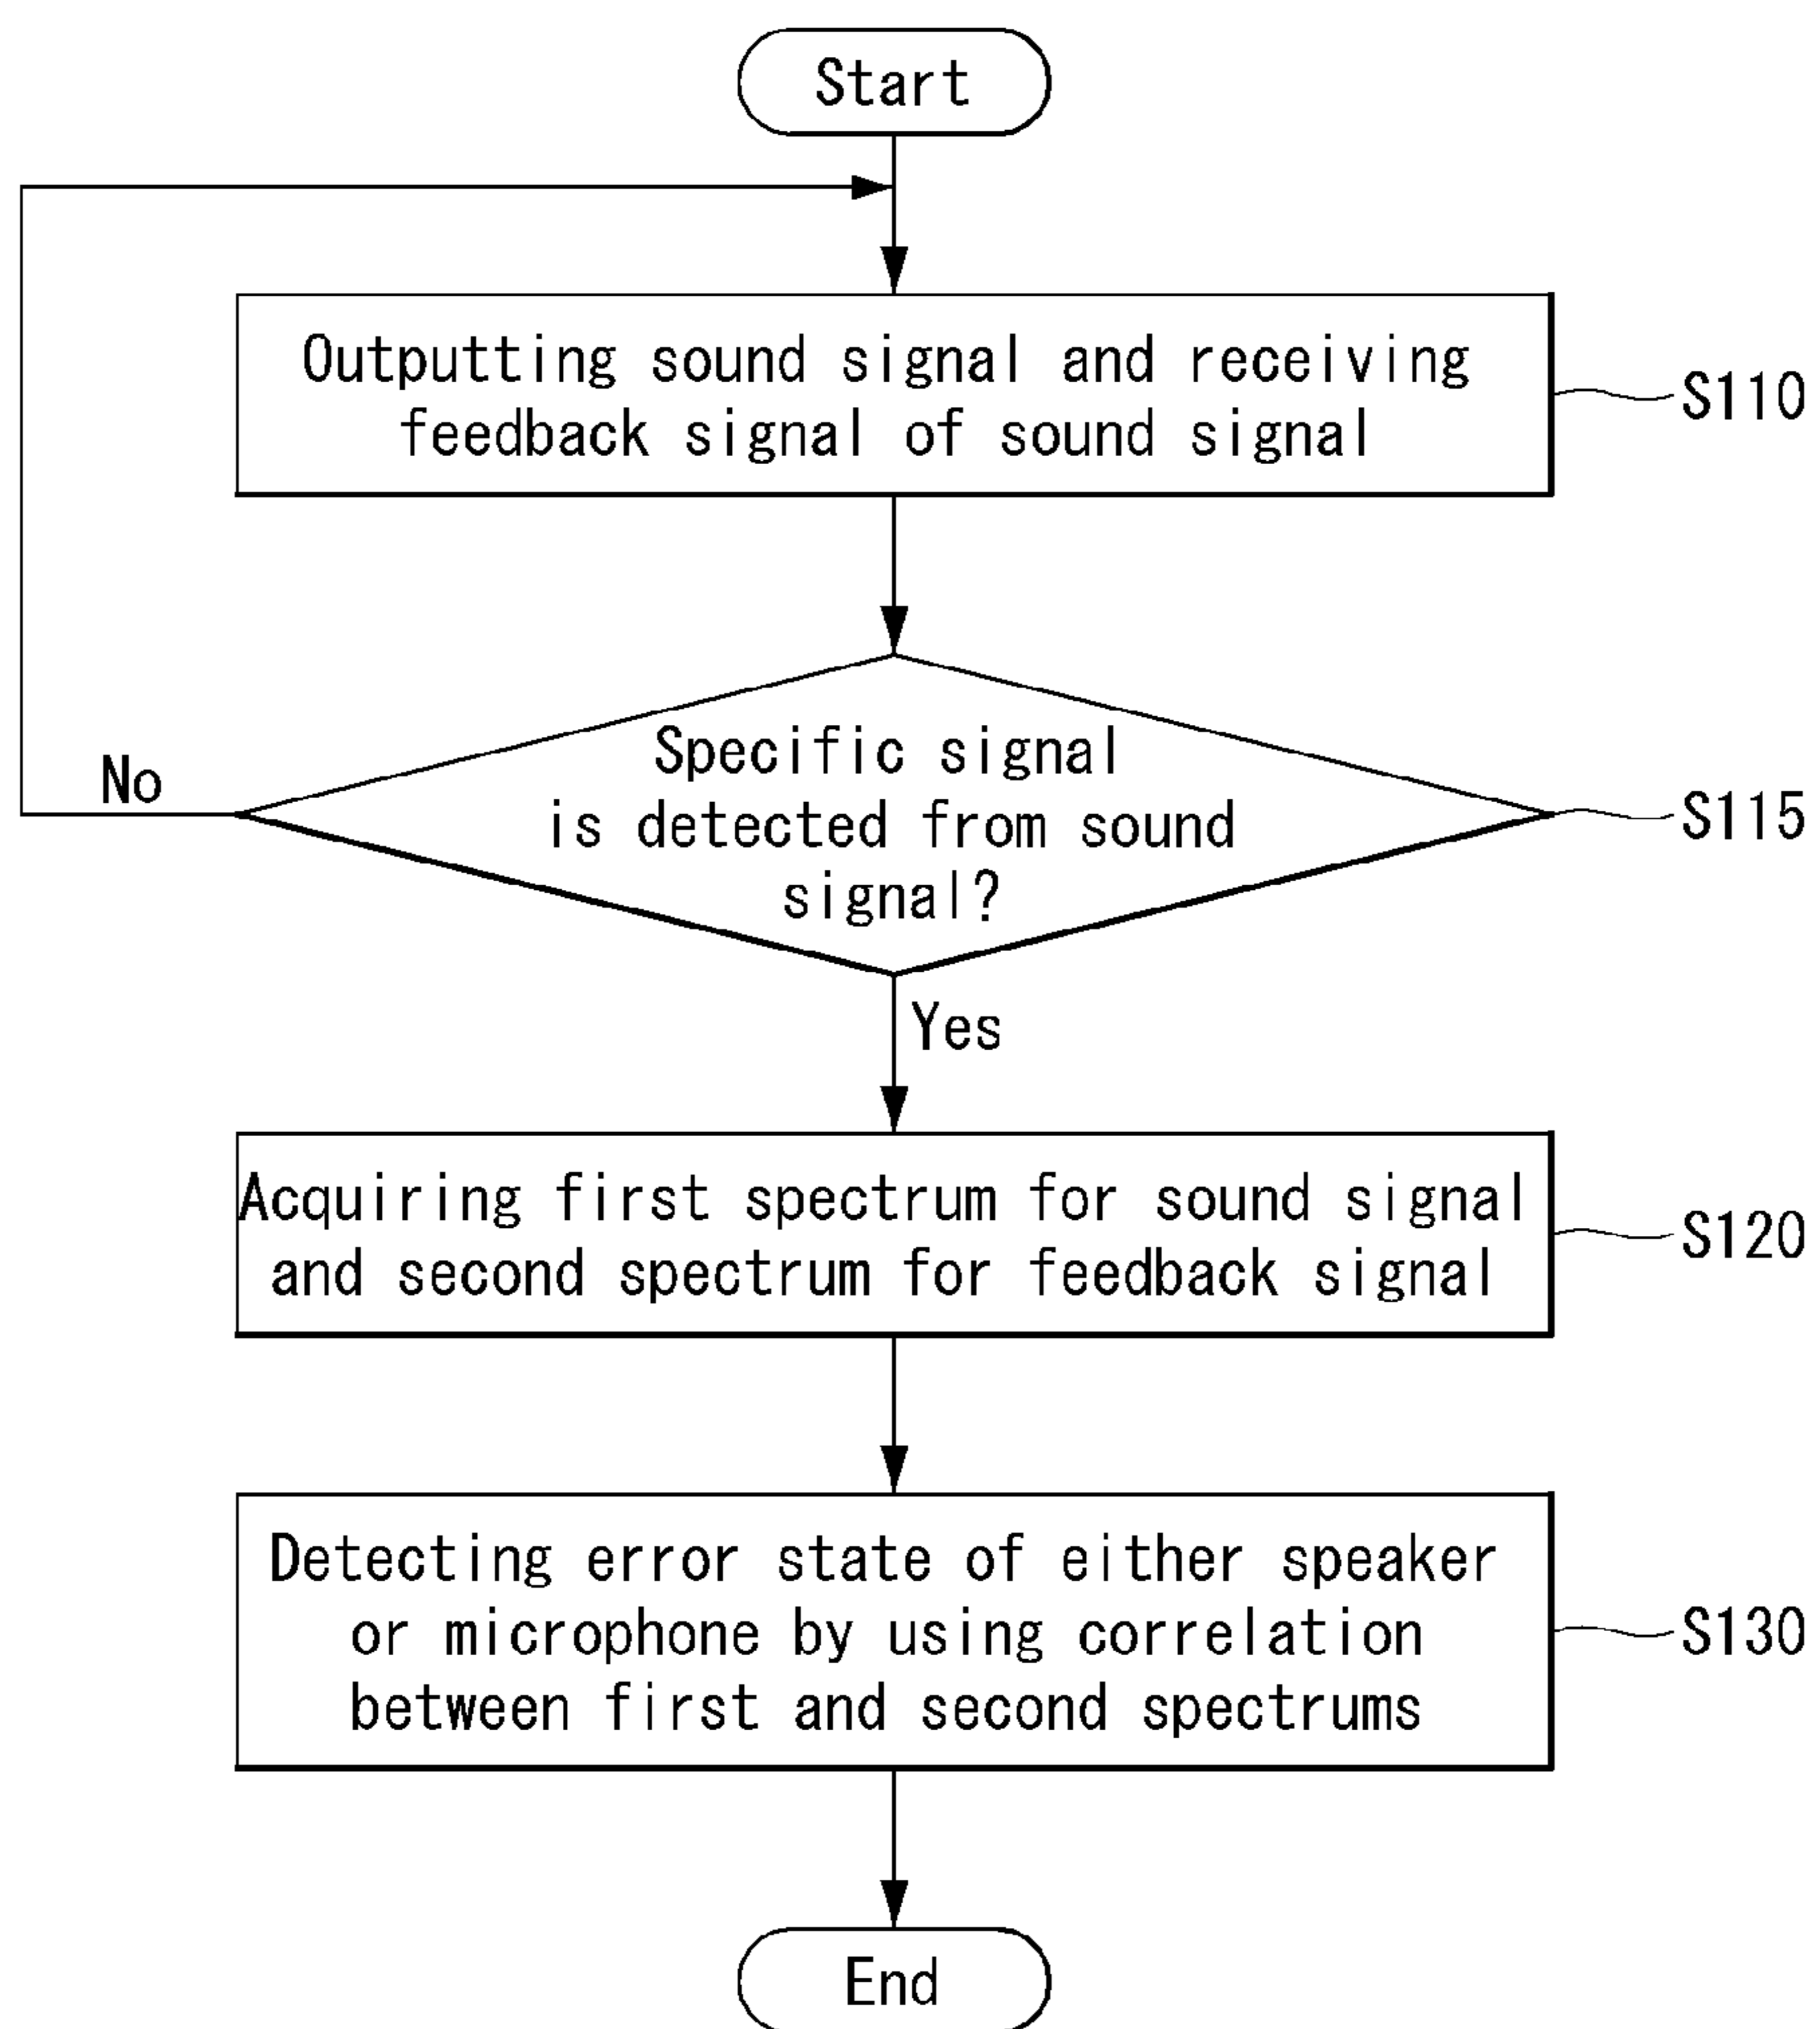 Start
Outputting sound signal and receiving
feedback signal of sound signal
S110
Specific signal
is detected from sound
signal?
S115
No
Yes
Acquiring first spectrum for sound signal
and second spectrum for feedback signal
S120
Detecting error state of either speaker
or microphone by using correlation
between first and second spectrums
S130
End